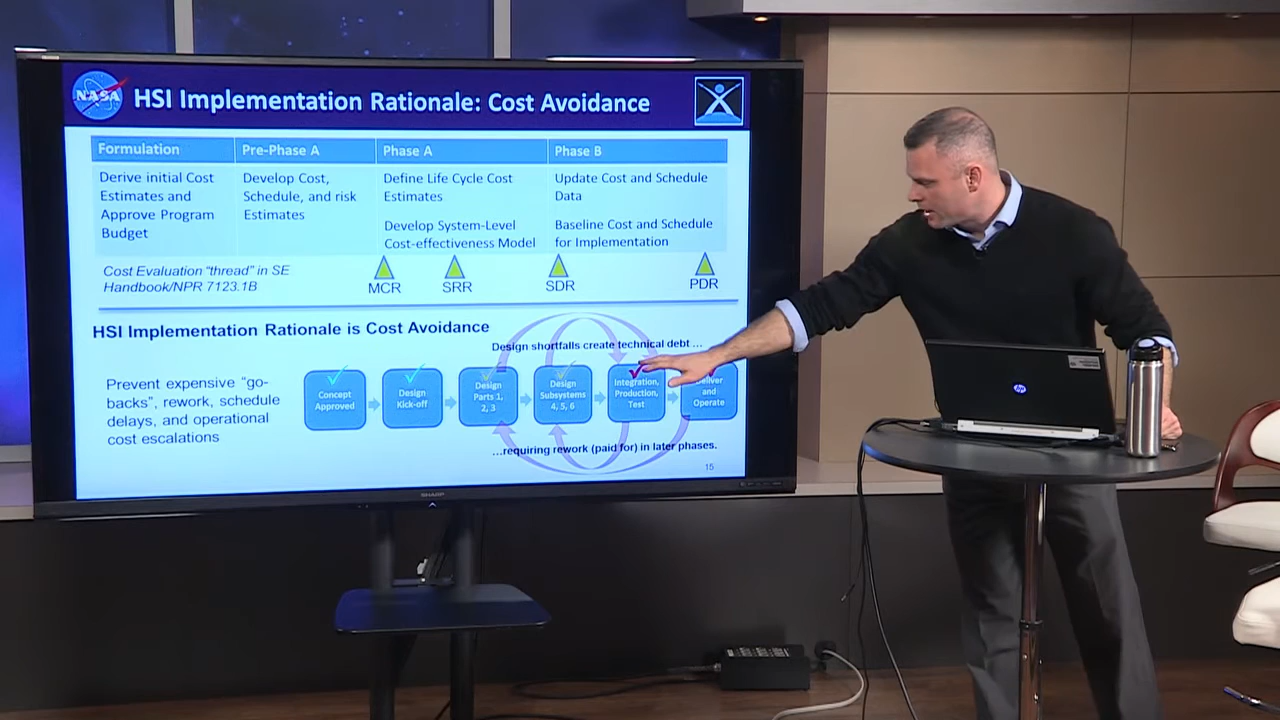 NASA
HSI Implementation Rationale: Cost Avoidance
Formulation
Pre-Phase A
Phase A
Phase B
Derive initial Cost
Estimates and
Approve Program
Budget
Develop Cost,
Schedule, and risk
Estimates
Define Life Cycle Cost
Estimates
Develop System-Level
Cost-effectiveness Model
Update Cost and Schedule
Data
Baseline Cost and Schedule
for Implementation
Cost Evaluation "thread" in SE
Handbook/NPR 7123.1B
MCR
SRR
SDR
PDR
HSI Implementation Rationale is Cost Avoidance
Design shortfalls create technical debt ...
Prevent expensive "go-
backs", rework, schedule
delays, and operational
cost escalations
Concept
Approved
Design
Kick-off
Design
Parts 1,
2, 3
Design
Subsystems
4, 5, 6
Integration,
Production,
Test
Deliver
and
Operate
...requiring rework (paid for) in later phases.
15
SHARP
hp